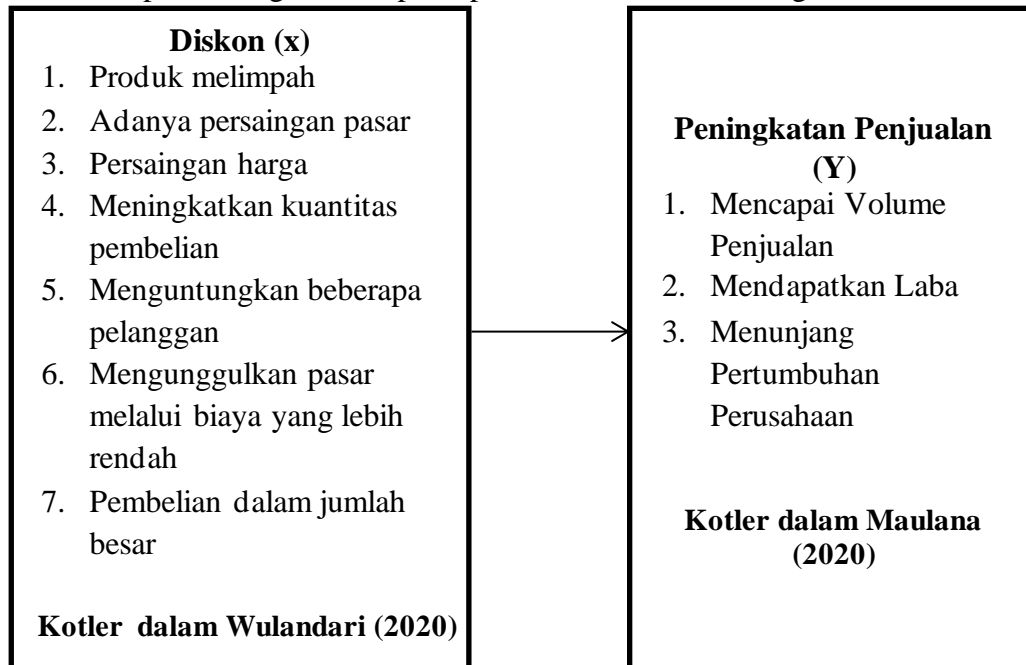 Diskon (x)
1. Produk melimpah
2. Adanya persaingan pasar
3. Persaingan harga
4. Meningkatkan kuantitas
pembelian
5. Menguntungkan beberapa
pelanggan
6. Mengunggulkan pasar
melalui biaya yang lebih
rendah
7. Pembelian dalam jumlah
besar
Kotler dalam Wulandari (2020)
Peningkatan Penjualan
(Y)
1. Mencapai Volume
Penjualan
2. Mendapatkan Laba
3. Menunjang
Pertumbuhan
Perusahaan
Kotler dalam Maulana
(2020)